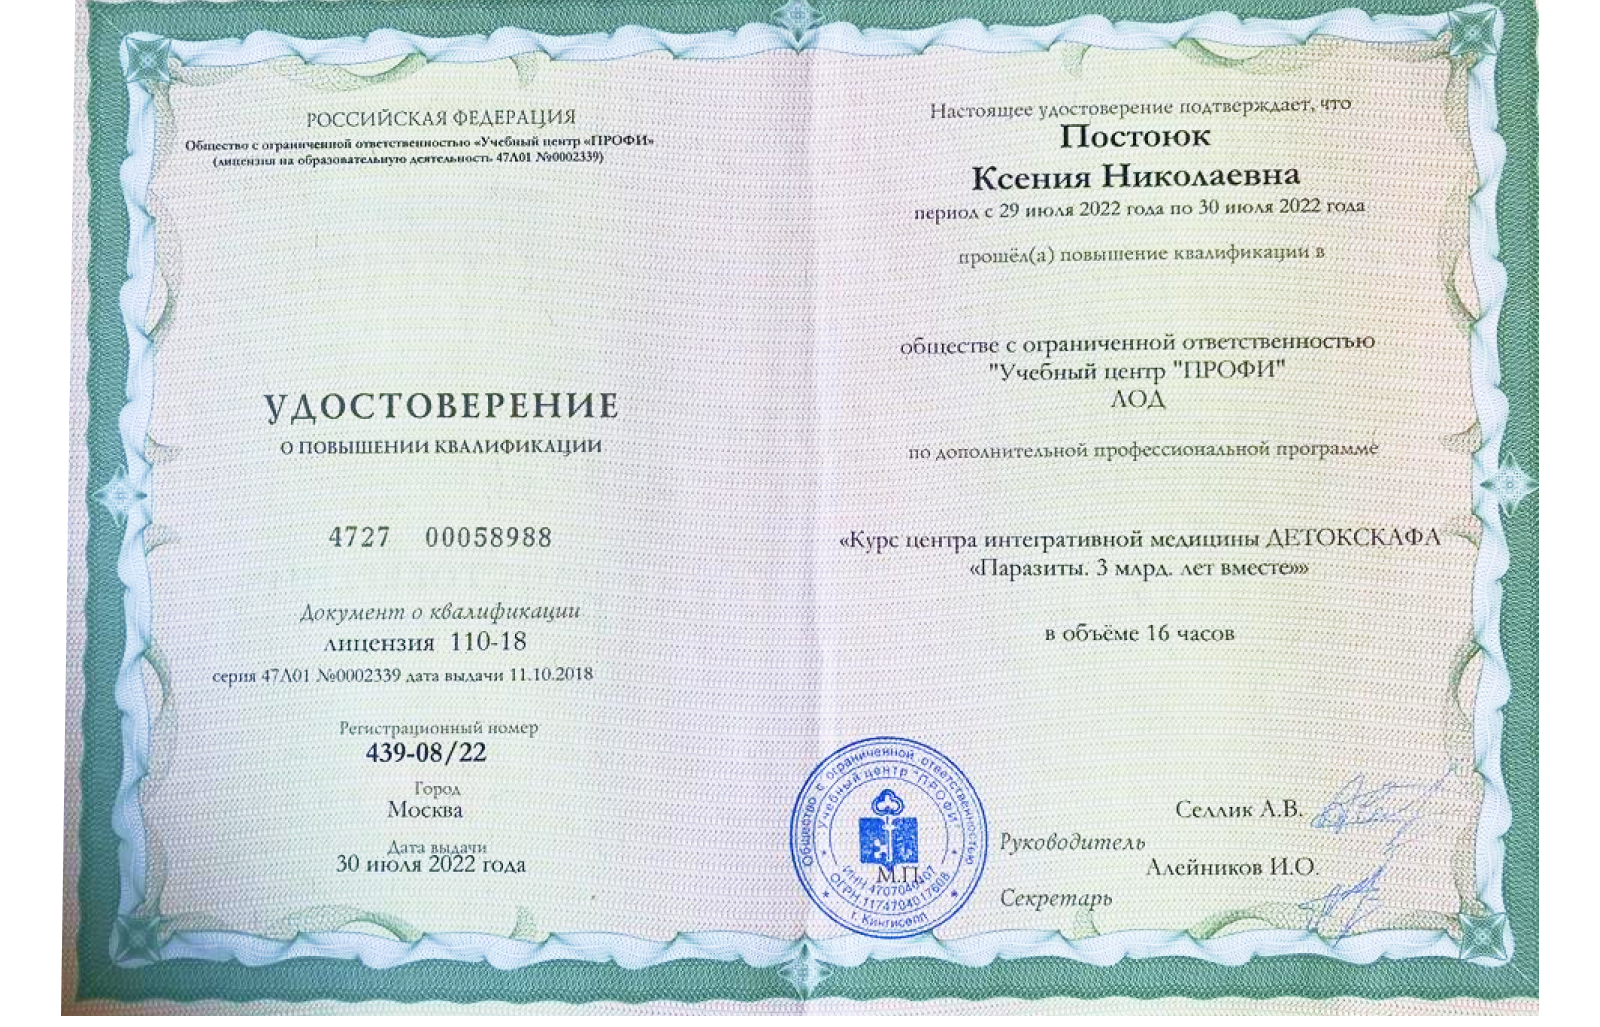 РОССИЙСКАЯ ФЕДЕРАЦИЯ
Общество с ограниченной ответственностью «Учебный центр «ПРОФИ»
(лицензия на образовательную деятельность 47Л01 №0002339)
УДОСТОВЕРЕНИЕ
О ПОВЫШЕНИИ КВАЛИФИКАЦИИ
4727 00058988
Документ о квалификации
лицензия 110-18
серия 47Л01 №0002339 дата выдачи 11.10.2018
Регистрационный номер
439-08/22
Город
Москва
Дата выдачи
30 июля 2022 года
Настоящее удостоверение подтверждает, что
Постоюк
Ксения Николаевна
период с 29 июля 2022 года по 30 июля 2022 года
прошёл(а) повышение квалификации в
обществе с ограниченной ответственностью
"Учебный центр "ПРОФИ"
ЛОД
по дополнительной профессиональной программе
«Курс центра интегративной медицины ДЕТОКСКАФА
«Паразиты. 3 млрд. лет вместе»»
в объёме 16 часов
Общество с ограниченной ответственностью
Учебный центр "ПРОФИ"
М.П.
ИНН 4707040407
ОГРН 1174704017608
г. Кингисепп
Селлик А.В.
Руководитель
Алейников И.О.
Секретарь